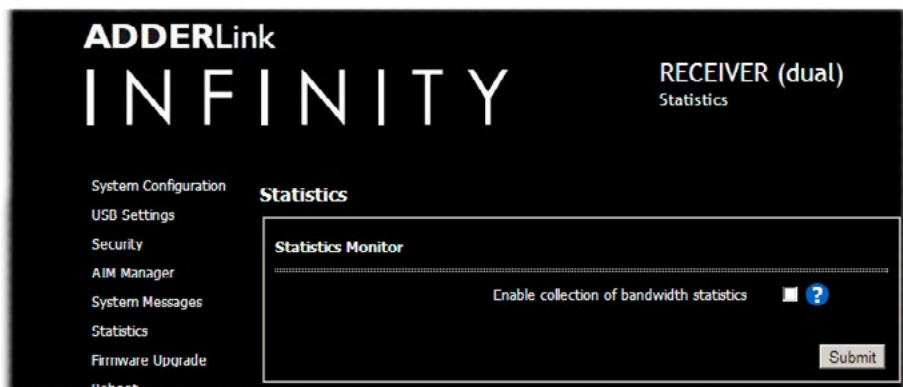 ADDERLink
INFINITY
RECEIVER (dual)
Statistics
System Configuration
USB Settings
Security
AIM Manager
System Messages
Statistics
Firmware Upgrade
Reboot
Statistics
Statistics Monitor
Enable collection of bandwidth statistics
?
Submit